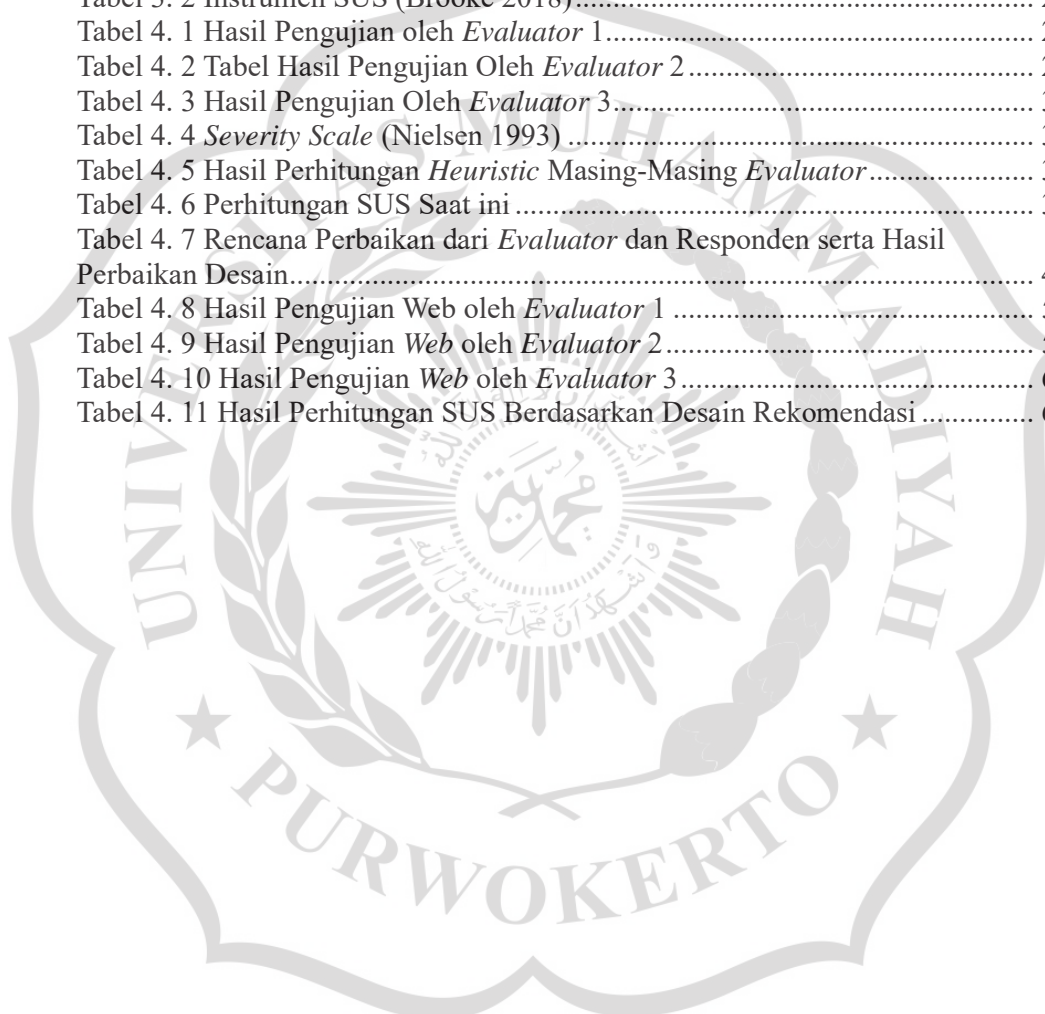 Tabel 3. 2 Instrumen SUS (Brooke 2018)
Tabel 4. 1 Hasil Pengujian oleh Evaluator 1
Tabel 4. 2 Tabel Hasil Pengujian Oleh Evaluator 2
Tabel 4. 3 Hasil Pengujian Oleh Evaluator 3
Tabel 4. 4 Severity Scale (Nielsen 1993)
Tabel 4. 5 Hasil Perhitungan Heuristic Masing-Masing Evaluator
Tabel 4. 6 Perhitungan SUS Saat ini
Tabel 4. 7 Rencana Perbaikan dari Evaluator dan Responden serta Hasil
Perbaikan Desain
Tabel 4. 8 Hasil Pengujian Web oleh Evaluator 1
Tabel 4. 9 Hasil Pengujian Web oleh Evaluator 2
Tabel 4. 10 Hasil Pengujian Web oleh Evaluator 3
Tabel 4. 11 Hasil Perhitungan SUS Berdasarkan Desain Rekomendasi
UNIVERSITAS MUHAMMADIYAH
PURWOKERTO